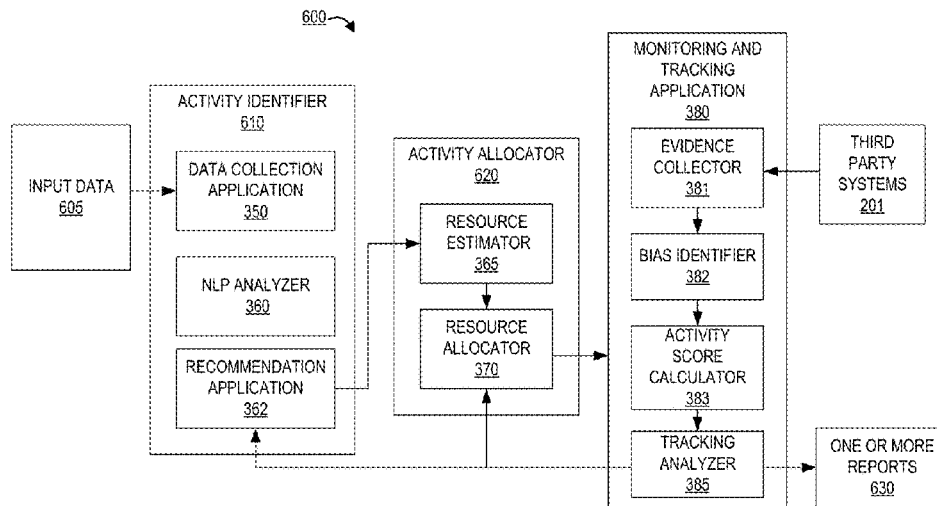 600
INPUT DATA
605
ACTIVITY IDENTIFIER
610
DATA COLLECTION
APPLICATION
350
NLP ANALYZER
360
RECOMMENDATION
APPLICATION
362
ACTIVITY ALLOCATOR
620
RESOURCE
ESTIMATOR
365
RESOURCE
ALLOCATOR
370
MONITORING AND
TRACKING
APPLICATION
380
EVIDENCE
COLLECTOR
381
BIAS IDENTIFIER
382
ACTIVITY
SCORE
CALCULATOR
383
TRACKING
ANALYZER
385
THIRD
PARTY
SYSTEMS
201
ONE OR MORE
REPORTS
630